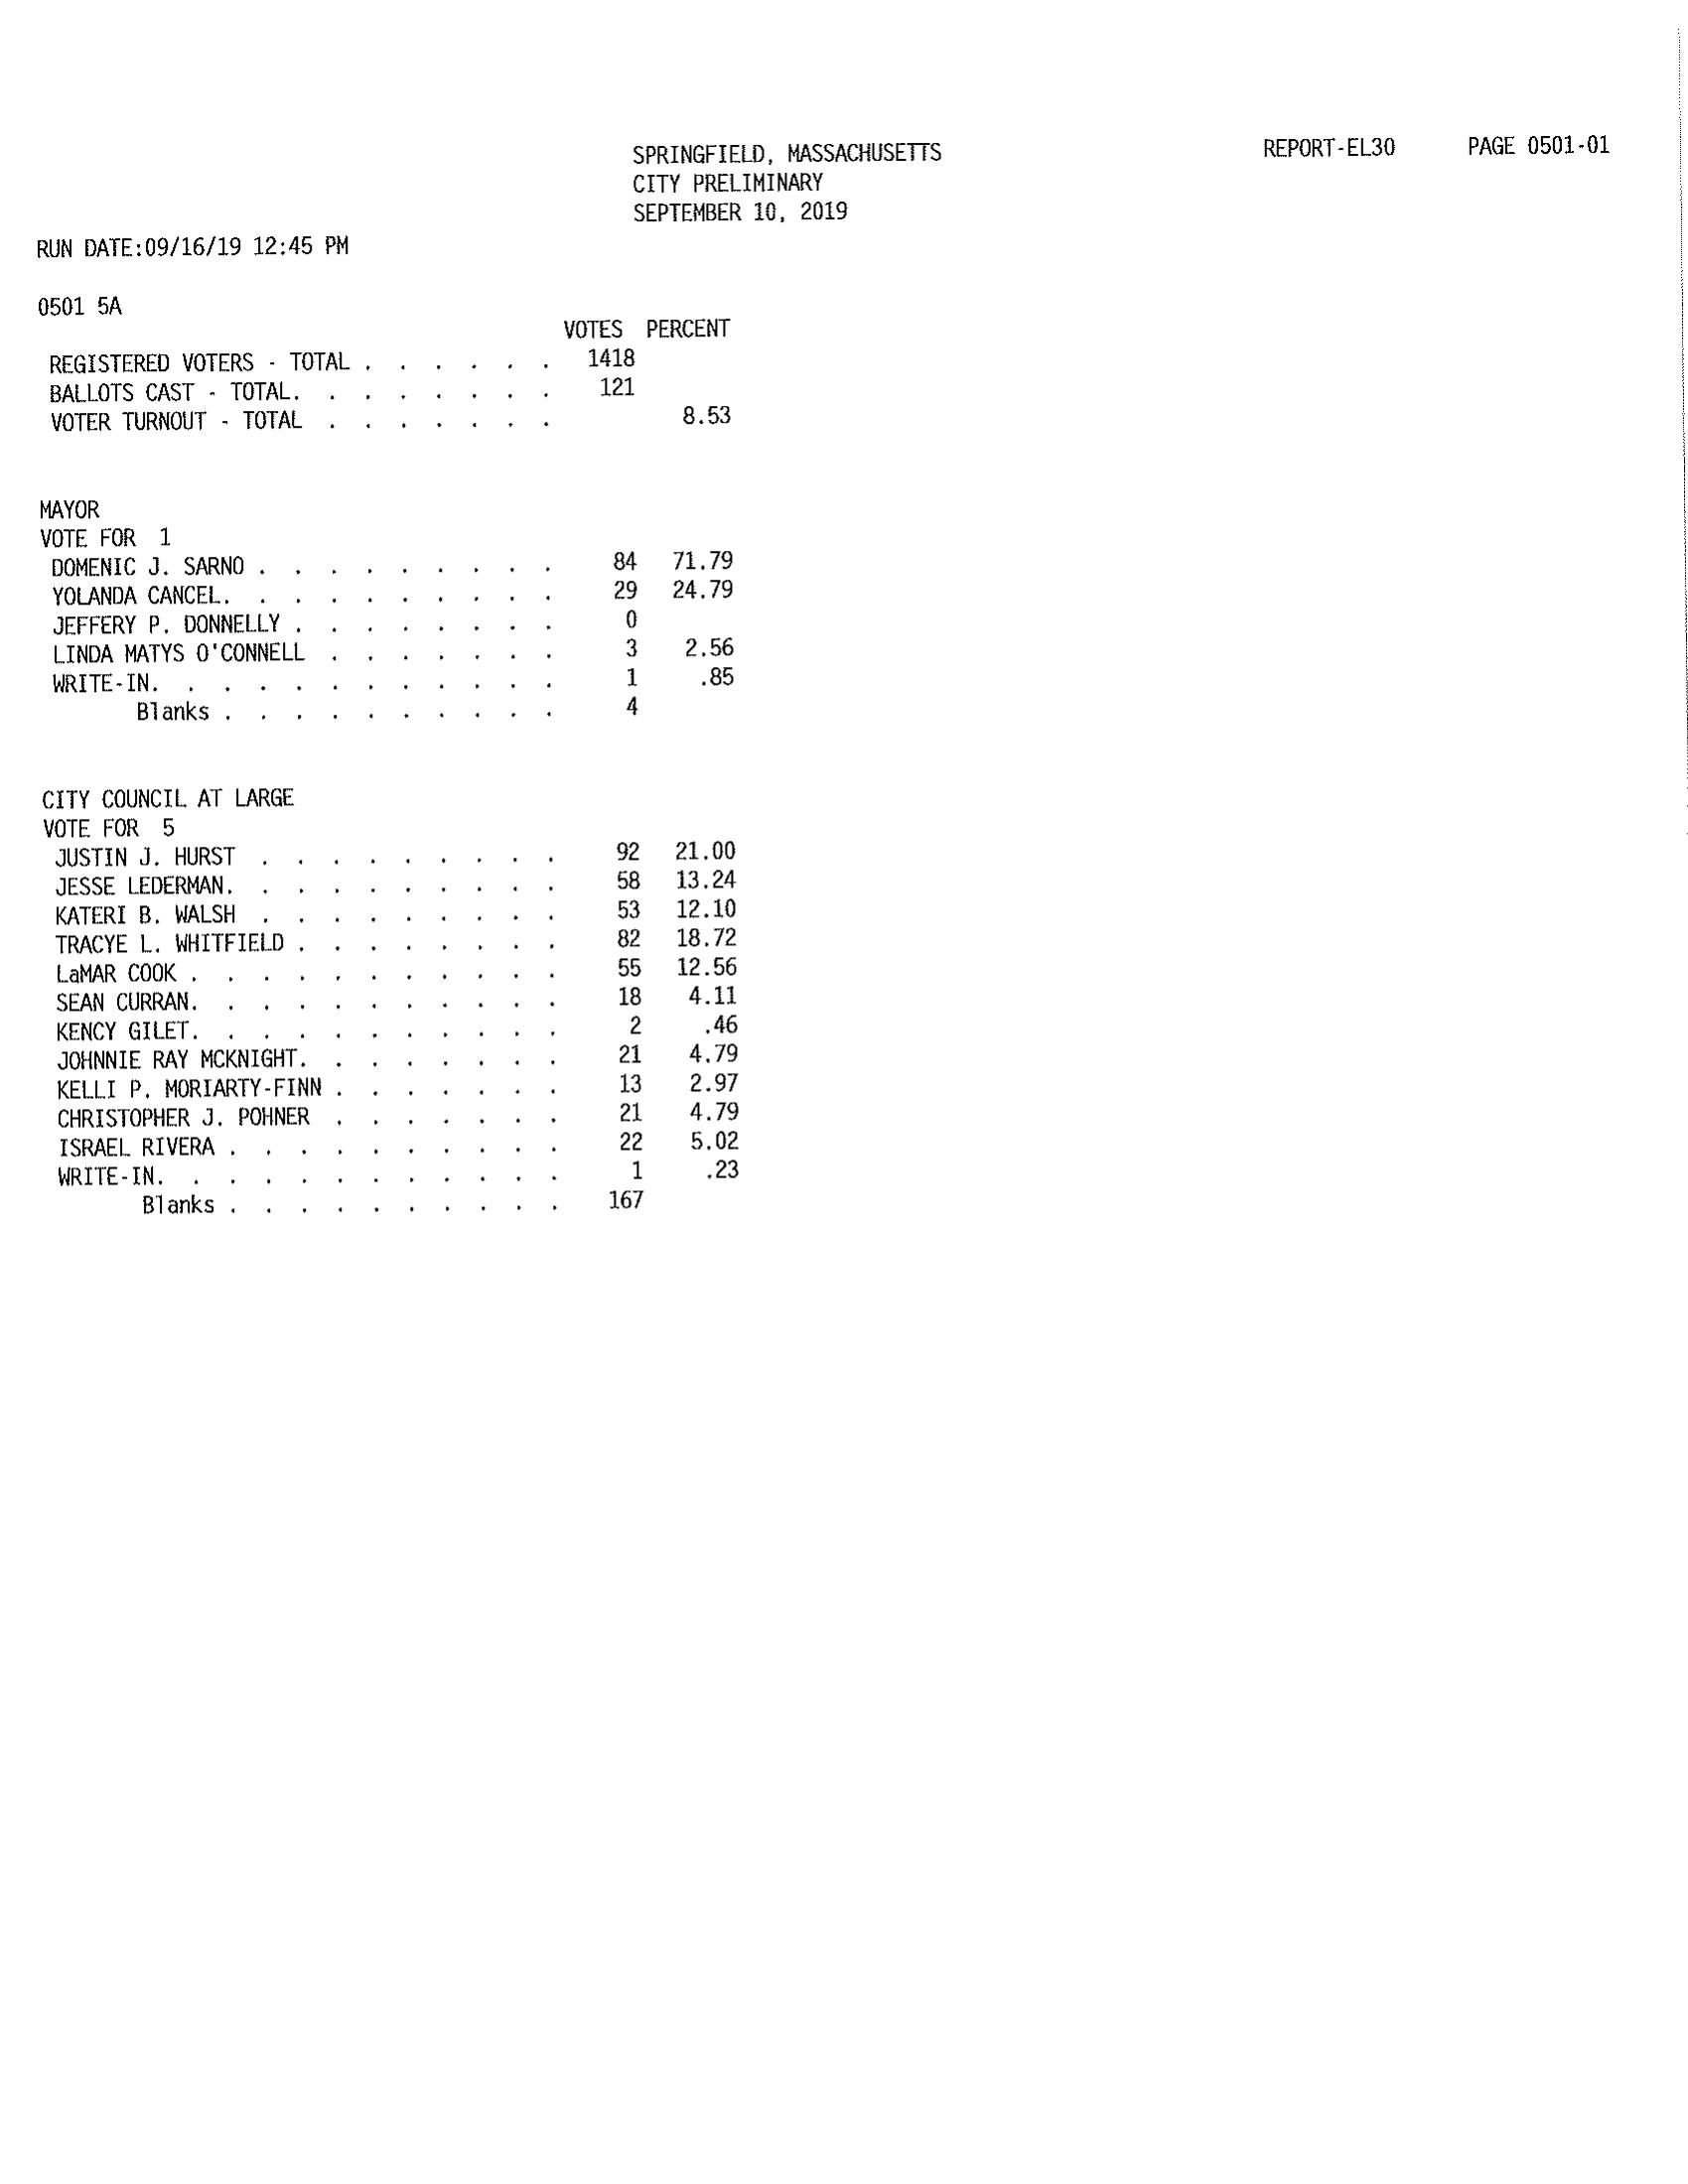 SPRINGFIELD, MASSACHUSETTS REPORT-EL30 PAGE 0501-01
CITY PRELIMINARY
SEPTEMBER 10, 2019
RUN DATE:09/16/19 12:45 PM
0501 5A
VOTES PERCENT
REGISTERED VOTERS - TOTAL . . . . . . 1418
BALLOTS CAST - TOTAL. . . . . . . . 121
VOTER TURNOUT - TOTAL . . . . . . . 8.53
MAYOR
VOTE FOR 1
DOMENIC J. SARNO . . . . . . . . . 84 71.79
YOLANDA CANCEL. . . . . . . . . . 29 24.79
JEFFERY P. DONNELLY . . . . . . . . 0
LINDA MATYS O'CONNELL . . . . . . . 3 2.56
WRITE-IN. . . . . . . . . . . . 1 .85
Blanks . . . . . . . . . . 4
CITY COUNCIL AT LARGE
VOTE FOR 5
JUSTIN J. HURST . . . . . . . . . 92 21.00
JESSE LEDERMAN. . . . . . . . . . 58 13.24
KATERI B. WALSH . . . . . . . . . 53 12.10
TRACYE L. WHITFIELD . . . . . . . . 82 18.72
LaMAR COOK . . . . . . . . . . . 55 12.56
SEAN CURRAN. . . . . . . . . . . 18 4.11
KENCY GILET. . . . . . . . . . . 2 .46
JOHNNIE RAY MCKNIGHT. . . . . . . . 21 4.79
KELLI P. MORIARTY-FINN . . . . . . . 13 2.97
CHRISTOPHER J. POHNER . . . . . . . 21 4.79
ISRAEL RIVERA . . . . . . . . . . 22 5.02
WRITE-IN. . . . . . . . . . . . 1 .23
Blanks . . . . . . . . . . 167